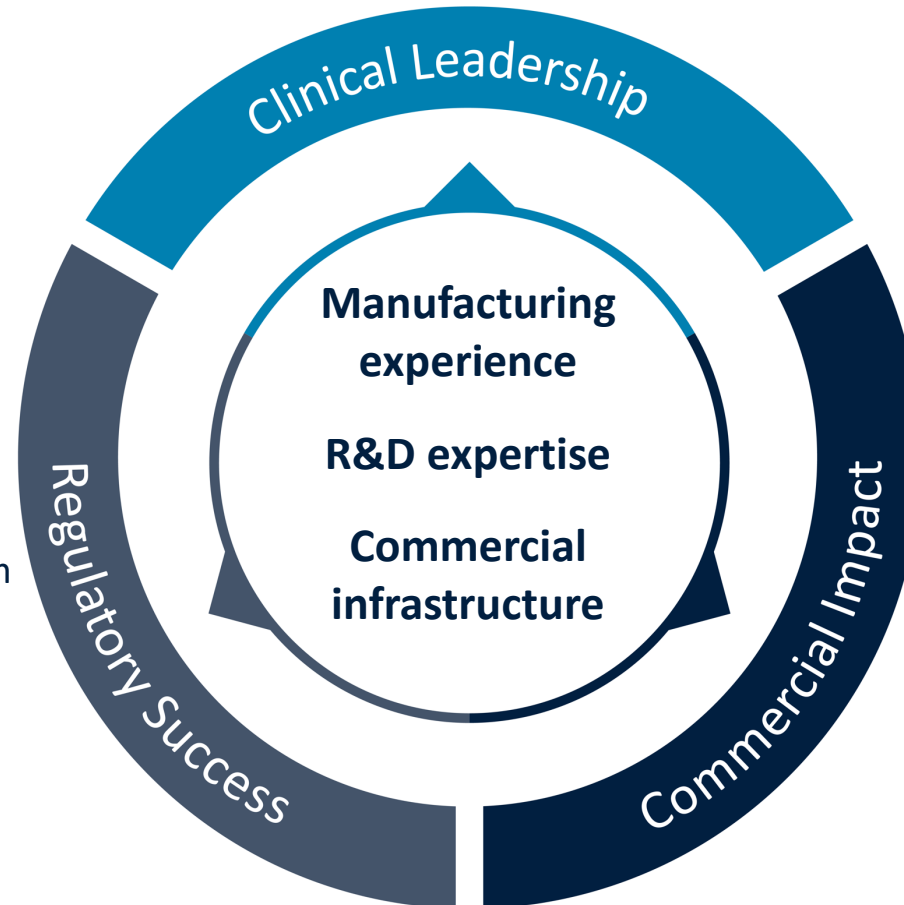 Clinical Leadership
Manufacturing
experience
R&D expertise
Commercial
infrastructure
Regulatory Success
Commercial Impact